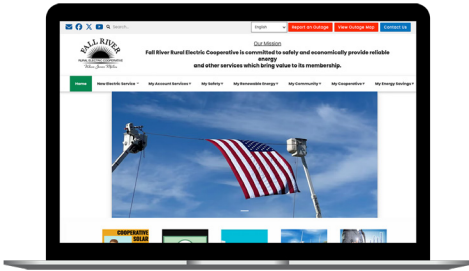 Search...
English
Report an Outage
View Outage Map
Contact Us
FALL RIVER
RURAL ELECTRIC COOPERATIVE
Our Mission:
Fall River Rural Electric Cooperative is committed to safely and economically provide reliable
energy
and other services which bring value to its membership.
Home
New Electric Service
My Account Services
My Safety
My Renewable Energy
My Community
My Cooperative
My Energy Savings
COOPERATIVE
SOLAR